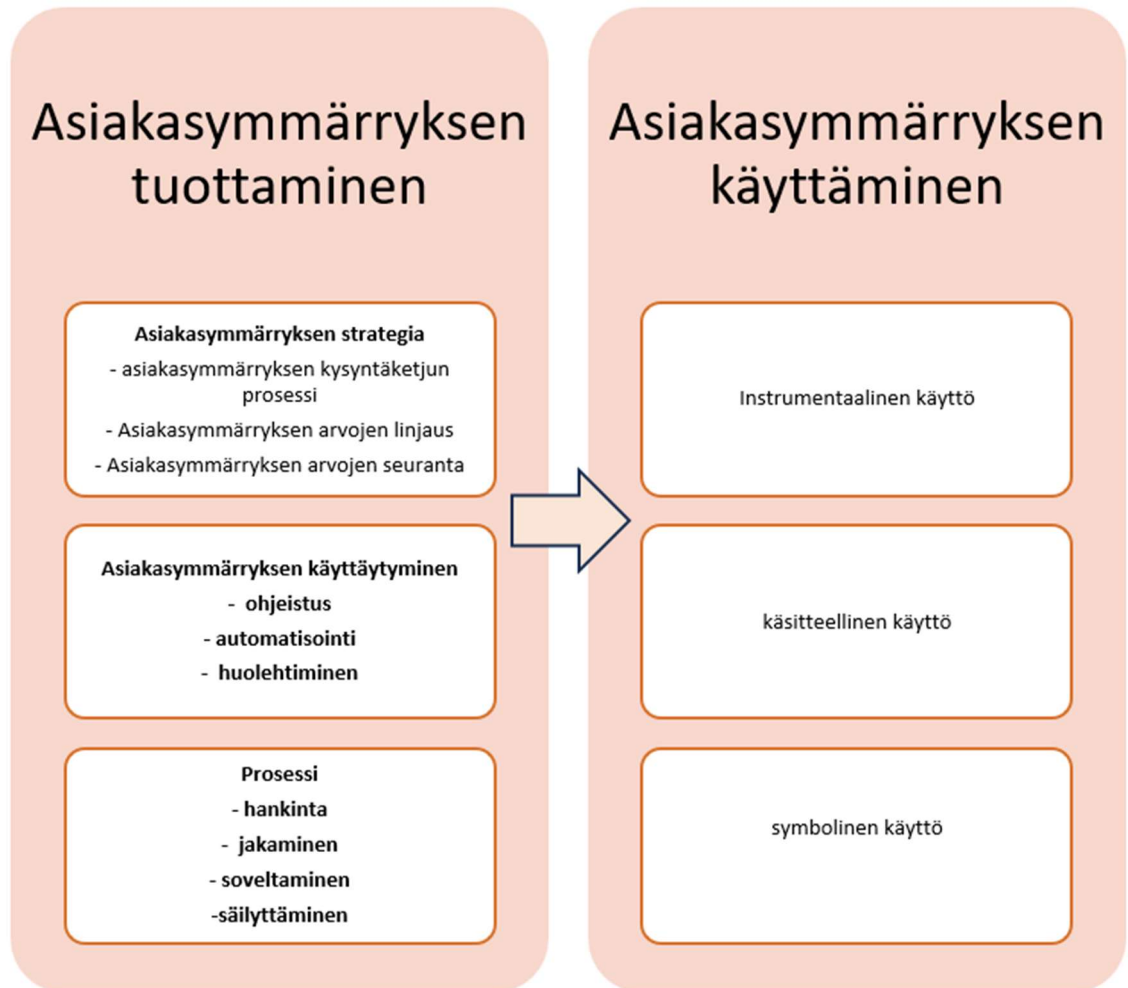 Asiakasymmärryksen
tuottaminen
Asiakasymmärryksen strategia
- asiakasymmärryksen kysyntäketjun
prosessi
- Asiakasymmärryksen arvojen linjaus
- Asiakasymmärryksen arvojen seuranta
Asiakasymmärryksen käyttäytyminen
- ohjeistus
- automatisointi
- huolehtiminen
Prosessi
- hankinta
- jakaminen
- soveltaminen
-säilyttäminen
Asiakasymmärryksen
käyttäminen
Instrumentaalinen käyttö
käsitteellinen käyttö
symbolinen käyttö